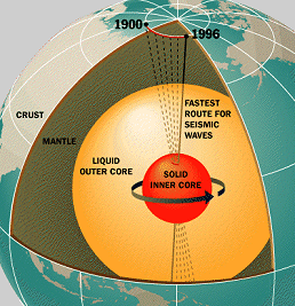 1900
1996
FASTEST
ROUTE FOR
SEISMIC
WAVES
CRUST
MANTLE
LIQUID
OUTER CORE
SOLID
INNER CORE